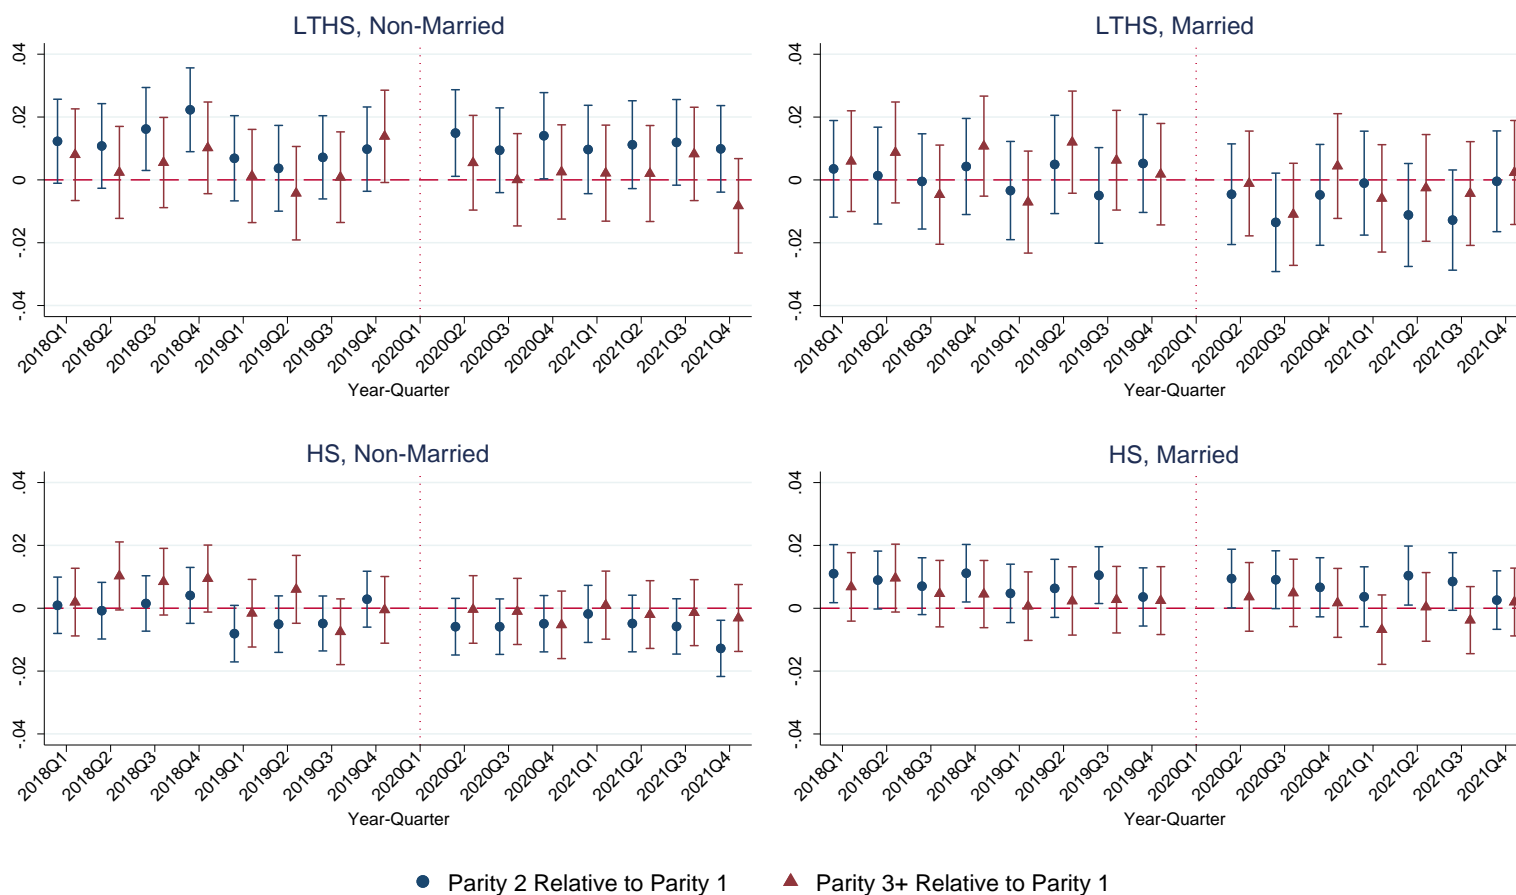 LTHS, Non-Married
.04
.02
0
-.02
-.04
2018Q1
2018Q2
2018Q3
2018Q4
2019Q1
2019Q2
2019Q3
2019Q4
2020Q1
2020Q2
2020Q3
2020Q4
2021Q1
2021Q2
2021Q3
2021Q4
Year-Quarter
LTHS, Married
.04
.02
0
-.02
-.04
2018Q1
2018Q2
2018Q3
2018Q4
2019Q1
2019Q2
2019Q3
2019Q4
2020Q1
2020Q2
2020Q3
2020Q4
2021Q1
2021Q2
2021Q3
2021Q4
Year-Quarter
HS, Non-Married
.04
.02
0
-.02
-.04
2018Q1
2018Q2
2018Q3
2018Q4
2019Q1
2019Q2
2019Q3
2019Q4
2020Q1
2020Q2
2020Q3
2020Q4
2021Q1
2021Q2
2021Q3
2021Q4
Year-Quarter
HS, Married
.04
.02
0
-.02
-.04
2018Q1
2018Q2
2018Q3
2018Q4
2019Q1
2019Q2
2019Q3
2019Q4
2020Q1
2020Q2
2020Q3
2020Q4
2021Q1
2021Q2
2021Q3
2021Q4
Year-Quarter
Parity 2 Relative to Parity 1
Parity 3+ Relative to Parity 1